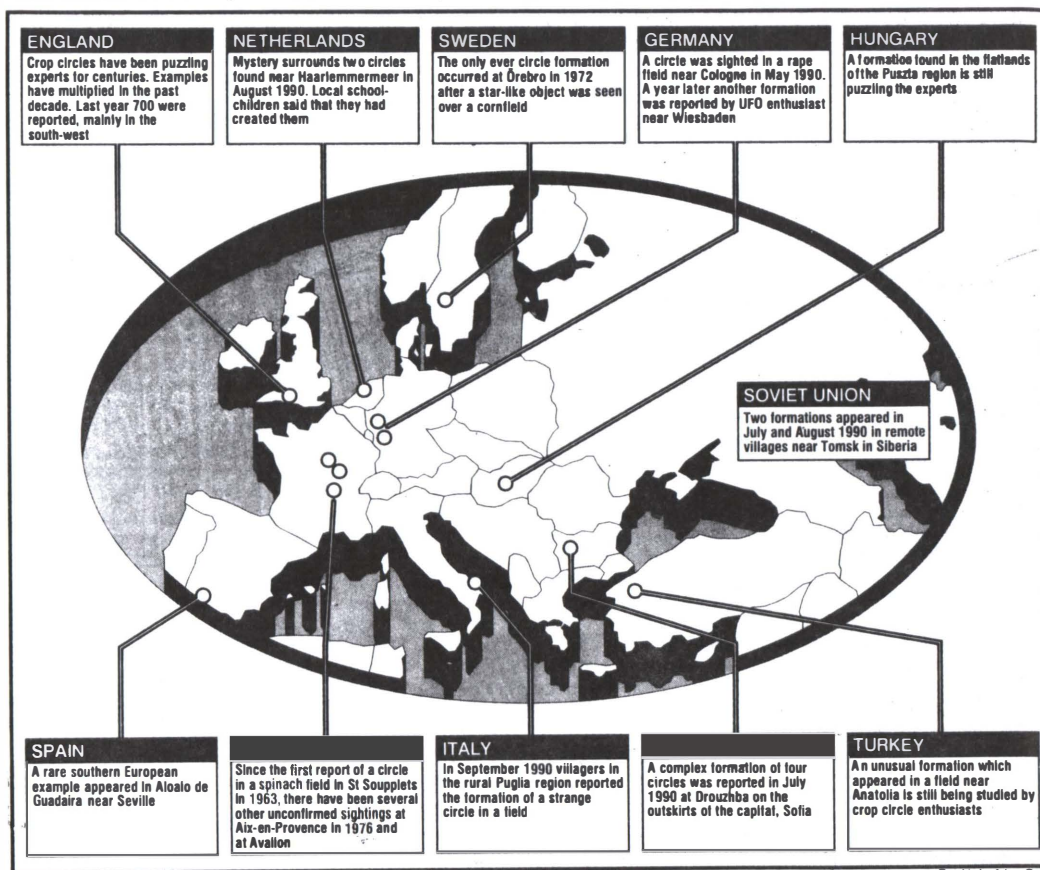 ENGLAND
Crop circles have been puzzling
experts for centuries. Examples
have multiplied in the past
decade. Last year 700 were
reported, mainly in the
south-west
NETHERLANDS
Mystery surrounds two circles
found near Haarlemmermeer in
August 1990. Local school-
children said that they had
created them
SWEDEN
The only ever circle formation
occurred at Örebro in 1972
after a star-like object was seen
over a cornfield
GERMANY
A circle was sighted in a rape
field near Cologne in May 1990.
A year later another formation
was reported by UFO enthusiast
near Wiesbaden
HUNGARY
A formation found in the flatlands
of the Puszta region is still
puzzling the experts
SOVIET UNION
Two formations appeared in
July and August 1990 in remote
villages near Tomsk in Siberia
SPAIN
A rare southern European
example appeared in Aloalo de
Guadaira near Seville
Since the first report of a circle
in a spinach field in St Soupplets
in 1963, there have been several
other unconfirmed sightings at
Aix-en-Provence in 1976 and
at Avallon
ITALY
In September 1990 villagers in
the rural Puglia region reported
the formation of a strange
circle in a field
A complex formation of four
circles was reported in July
1990 at Drouzhba on the
outskirts of the capital, Sofia
TURKEY
An unusual formation which
appeared in a field near
Anatolia is still being studied by
crop circle enthusiasts